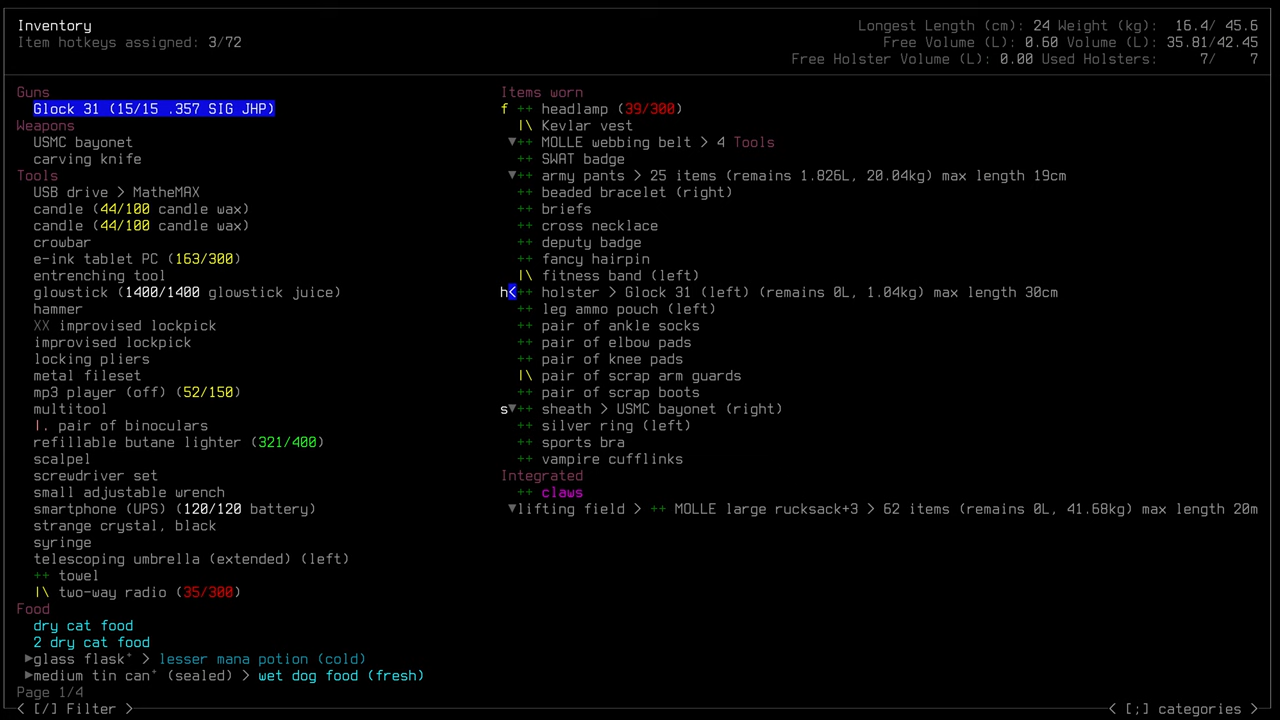 Inventory
Item hotkeys assigned: 3/72
Longest Length (cm): 24 Weight (kg): 16.4/ 45.6
Free Volume (L): 0.60 Volume (L): 35.81/42.45
Free Holster Volume (L): 0.00 Used Holsters: 7/ 7
Guns
Glock 31 (15/15 .357 SIG JHP)
Weapons
USMC bayonet
carving knife
Tools
USB drive > MatheMAX
candle (44/100 candle wax)
candle (44/100 candle wax)
crowbar
e-ink tablet PC (163/300)
entrenching tool
glowstick (1400/1400 glowstick juice)
hammer
XX improvised lockpick
improvised lockpick
locking pliers
metal fileset
mp3 player (off) (52/150)
multitool
|. pair of binoculars
refillable butane lighter (321/400)
scalpel
screwdriver set
small adjustable wrench
smartphone (UPS) (120/120 battery)
strange crystal, black
syringe
telescoping umbrella (extended) (left)
++ towel
|\ two-way radio (35/300)
Food
dry cat food
2 dry cat food
▶glass flask⁺ > lesser mana potion (cold)
▶medium tin can⁺ (sealed) > wet dog food (fresh)
Page 1/4
< [/] Filter >
Items worn
f ++ headlamp (39/300)
|\ Kevlar vest
▼++ MOLLE webbing belt > 4 Tools
++ SWAT badge
▼++ army pants > 25 items (remains 1.826L, 20.04kg) max length 19cm
++ beaded bracelet (right)
++ briefs
++ cross necklace
++ deputy badge
++ fancy hairpin
|\ fitness band (left)
h<++ holster > Glock 31 (left) (remains 0L, 1.04kg) max length 30cm
++ leg ammo pouch (left)
++ pair of ankle socks
++ pair of elbow pads
++ pair of knee pads
|\ pair of scrap arm guards
++ pair of scrap boots
s▼++ sheath > USMC bayonet (right)
++ silver ring (left)
++ sports bra
++ vampire cufflinks
Integrated
++ claws
▼lifting field > ++ MOLLE large rucksack+3 > 62 items (remains 0L, 41.68kg) max length 20m
< [;] categories >